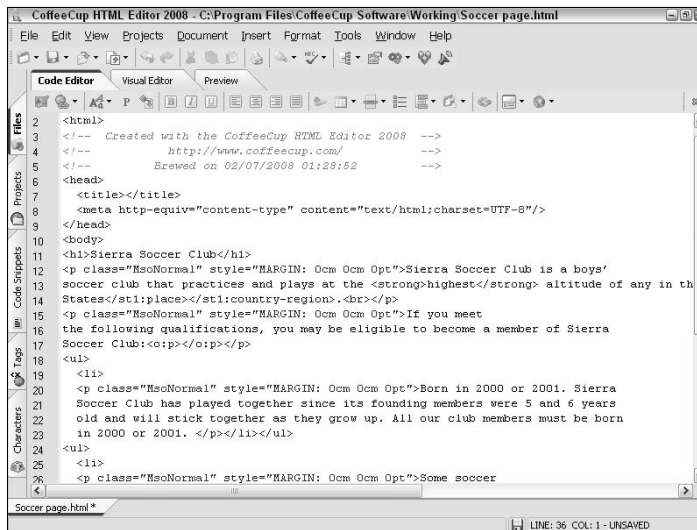 CoffeeCup HTML Editor 2008 - C:\Program Files\CoffeeCup Software\Working\Soccer page.html
File Edit View Projects Document Insert Format Tools Window Help
Code Editor Visual Editor Preview
P B I U
Files
Projects
Code Snippets
Tags
Characters
2 <html>
3 <!-- Created with the CoffeeCup HTML Editor 2008 -->
4 <!-- http://www.coffeecup.com/ -->
5 <!-- Brewed on 02/07/2008 01:28:52 -->
6 <head>
7 <title></title>
8 <meta http-equiv="content-type" content="text/html;charset=UTF-8"/>
9 </head>
10 <body>
11 <h1>Sierra Soccer Club</h1>
12 <p class="MsoNormal" style="MARGIN: 0cm 0cm 0pt">Sierra Soccer Club is a boys’
13 soccer club that practices and plays at the <strong>highest</strong> altitude of any in th
14 States</st1:place></st1:country-region>.<br></p>
15 <p class="MsoNormal" style="MARGIN: 0cm 0cm 0pt">If you meet
16 the following qualifications, you may be eligible to become a member of Sierra
17 Soccer Club:<o:p></o:p></p>
18 <ul>
19 <li>
20 <p class="MsoNormal" style="MARGIN: 0cm 0cm 0pt">Born in 2000 or 2001. Sierra
21 Soccer Club has played together since its founding members were 5 and 6 years
22 old and will stick together as they grow up. All our club members must be born
23 in 2000 or 2001. </p></li></ul>
24 <ul>
25 <li>
26 <p class="MsoNormal" style="MARGIN: 0cm 0cm 0pt">Some soccer
Soccer page.html *
LINE: 36 COL: 1 - UNSAVED